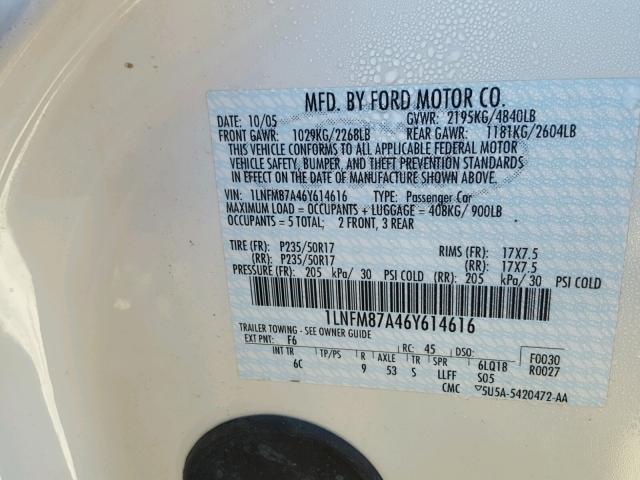 MFD. BY FORD MOTOR CO.
DATE: 10/05 GVWR: 2195KG/4840LB
FRONT GAWR: 1029KG/2268LB REAR GAWR: 1181KG/2604LB
THIS VEHICLE CONFORMS TO ALL APPLICABLE FEDERAL MOTOR
VEHICLE SAFETY, BUMPER, AND THEFT PREVENTION STANDARDS
IN EFFECT ON THE DATE OF MANUFACTURE SHOWN ABOVE.
VIN: 1LNFM87A46Y614616 TYPE: Passenger Car
MAXIMUM LOAD = OCCUPANTS + LUGGAGE = 408KG/ 900LB
OCCUPANTS = 5 TOTAL; 2 FRONT, 3 REAR
TIRE (FR): P235/50R17 RIMS (FR): 17X7.5
(RR): P235/50R17 (RR): 17X7.5
PRESSURE (FR): 205 kPa/ 30 PSI COLD (RR): 205 kPa/ 30 PSI COLD
1LNFM87A46Y614616
TRAILER TOWING - SEE OWNER GUIDE
EXT PNT: F6 RC: 45 DSO: F0030
INT TR TP/PS R AXLE TR SPR 6LQ1B R0027
6C 9 53 S LLFF S05
CMC 5U5A-5420472-AA